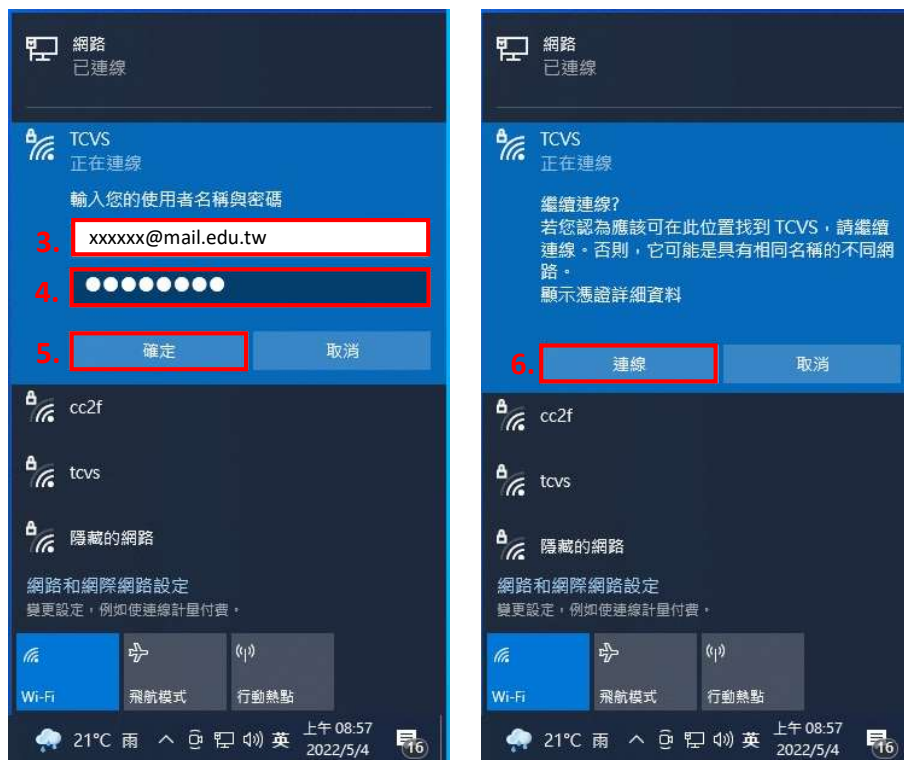 網路
已連線
TCVS
正在連線
輸入您的使用者名稱與密碼
3. xxxxxx@mail.edu.tw
4. ●●●●●●●●
5. 確定 取消
cc2f
tcvs
隱藏的網路
網路和網際網路設定
變更設定，例如使連線計量付費。
Wi-Fi 飛航模式 行動熱點
21°C 雨 英 上午 08:57
2022/5/4 16
網路
已連線
TCVS
正在連線
繼續連線?
若您認為應該可在此位置找到 TCVS，請繼續
連線。否則，它可能是具有相同名稱的不同網
路。
顯示憑證詳細資料
6. 連線 取消
cc2f
tcvs
隱藏的網路
網路和網際網路設定
變更設定，例如使連線計量付費。
Wi-Fi 飛航模式 行動熱點
21°C 雨 英 上午 08:57
2022/5/4 16